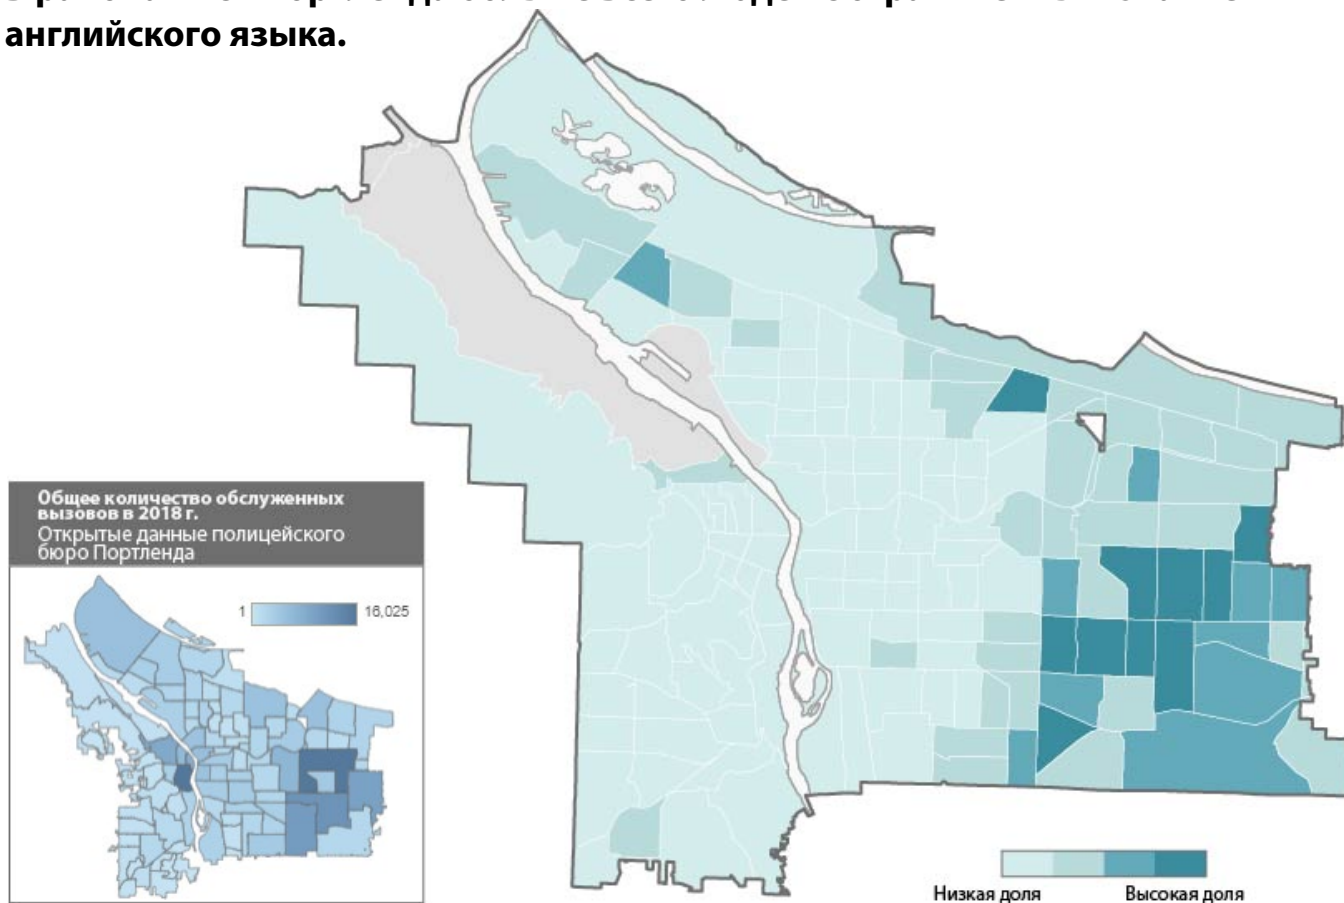 английского языка.
Общее количество обслуженных
вызовов в 2018 г.
Открытые данные полицейского
бюро Портленда
1
16,025
Низкая доля
Высокая доля